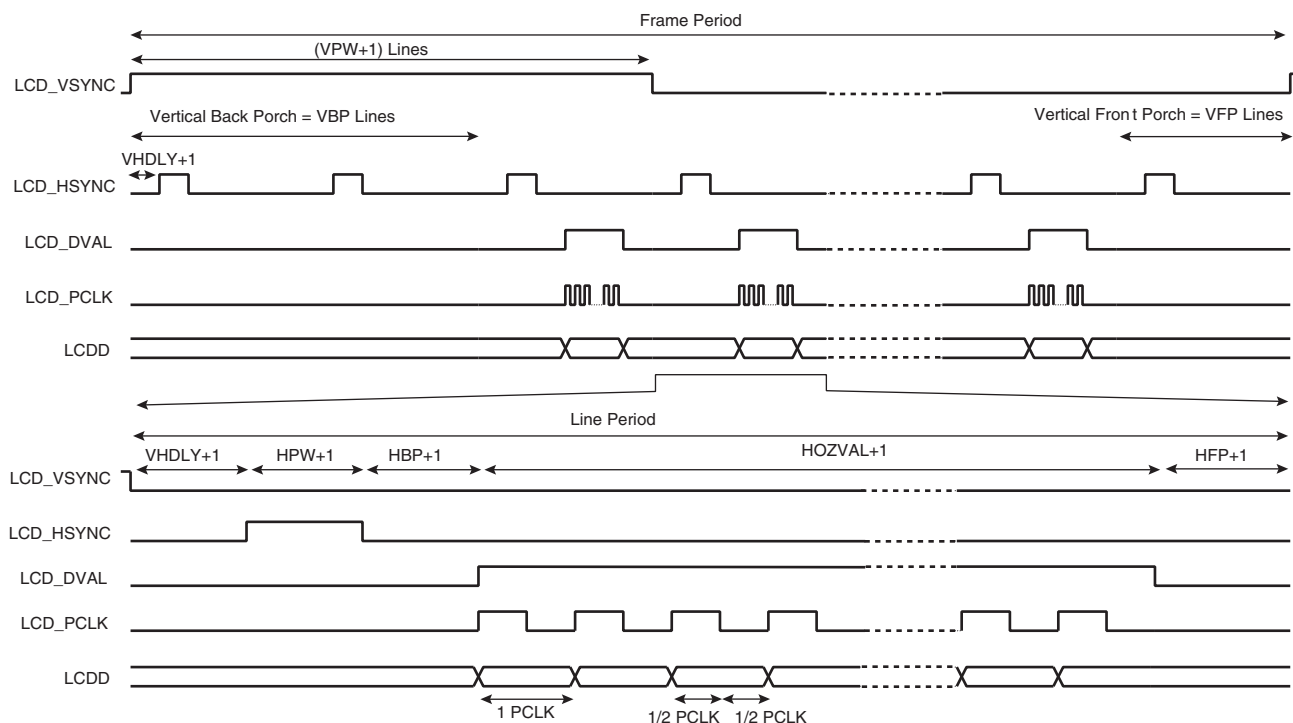 Frame Period
(VPW+1) Lines
LCD_VSYNC
Vertical Back Porch = VBP Lines
Vertical Front Porch = VFP Lines
VHDLY+1
LCD_HSYNC
LCD_DVAL
LCD_PCLK
LCDD
Line Period
VHDLY+1
HPW+1
HBP+1
HOZVAL+1
HFP+1
LCD_VSYNC
LCD_HSYNC
LCD_DVAL
LCD_PCLK
LCDD
1 PCLK
1/2 PCLK
1/2 PCLK